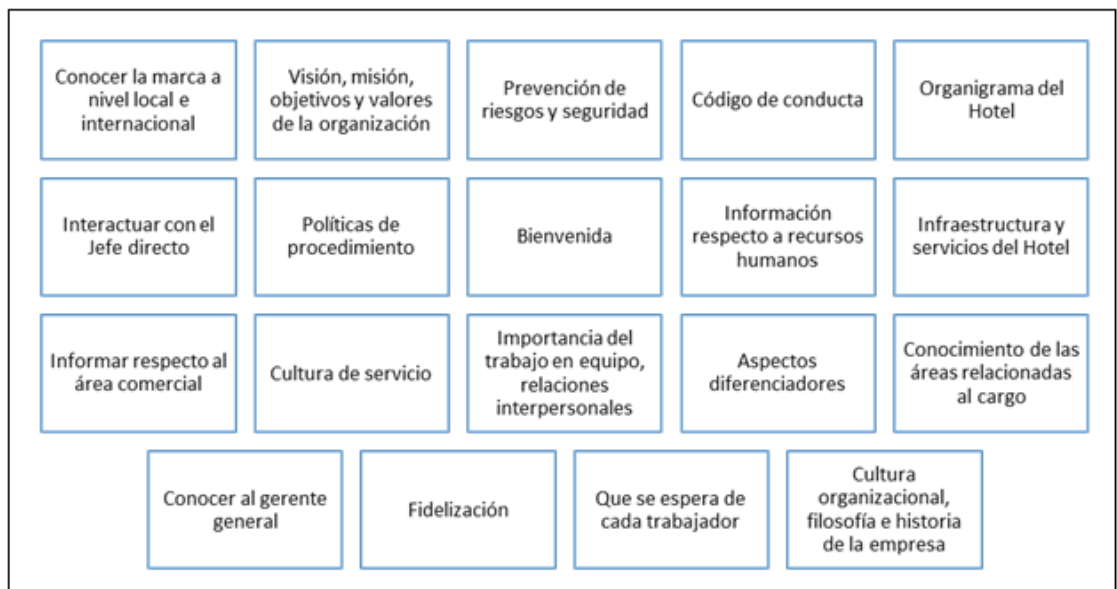 Conocer la marca a
nivel local e
internacional
Visión, misión,
objetivos y valores
de la organización
Prevención de
riesgos y seguridad
Código de conducta
Organigrama del
Hotel
Interactuar con el
Jefe directo
Políticas de
procedimiento
Bienvenida
Información
respecto a recursos
humanos
Infraestructura y
servicios del Hotel
Informar respecto al
área comercial
Cultura de servicio
Importancia del
trabajo en equipo,
relaciones
interpersonales
Aspectos
diferenciadores
Conocimiento de las
áreas relacionadas
al cargo
Conocer al gerente
general
Fidelización
Que se espera de
cada trabajador
Cultura
organizacional,
filosofía e historia
de la empresa